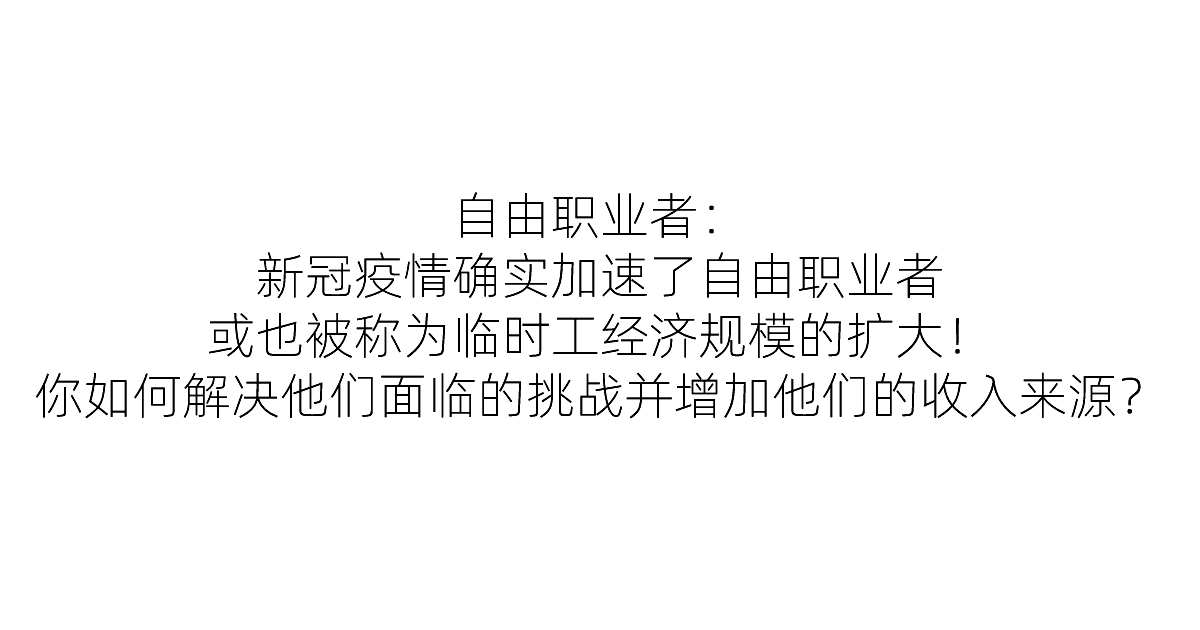 自由职业者：
新冠疫情确实加速了自由职业者
或也被称为临时工经济规模的扩大！
你如何解决他们面临的挑战并增加他们的收入来源？